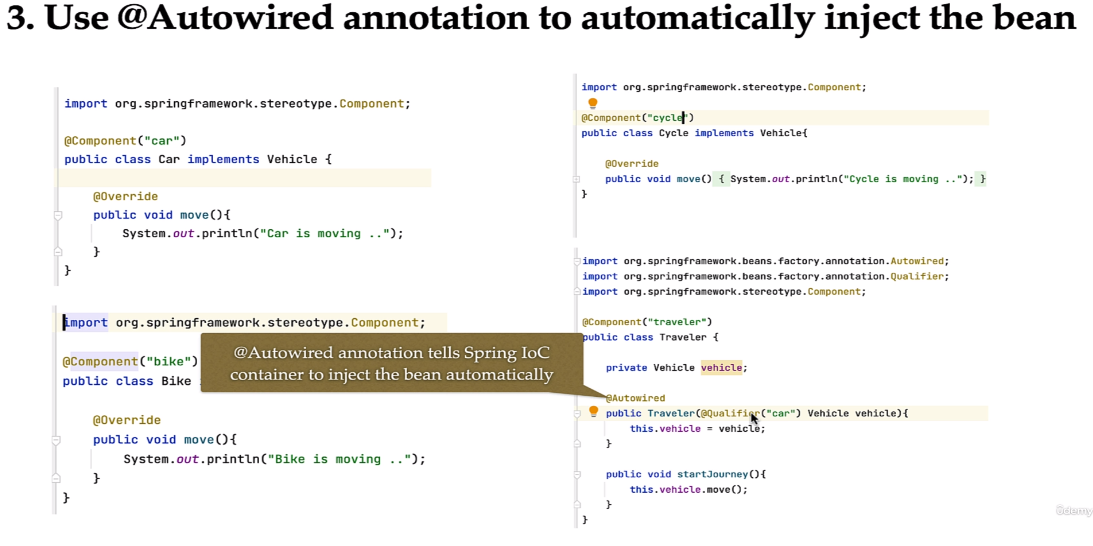 3. Use @Autowired annotation to automatically inject the bean
import org.springframework.stereotype.Component;
@Component("car")
public class Car implements Vehicle {
@Override
public void move(){
System.out.println("Car is moving ..");
}
}
import org.springframework.stereotype.Component;
@Component("bike")
public class Bike
@Override
public void move(){
System.out.println("Bike is moving ..");
}
}
@Autowired annotation tells Spring IoC
container to inject the bean automatically
import org.springframework.stereotype.Component;
@Component("cycle")
public class Cycle implements Vehicle{
@Override
public void move() { System.out.println("Cycle is moving .."); }
}
import org.springframework.beans.factory.annotation.Autowired;
import org.springframework.beans.factory.annotation.Qualifier;
import org.springframework.stereotype.Component;
@Component("traveler")
public class Traveler {
private Vehicle vehicle;
@Autowired
public Traveler(@Qualifier("car") Vehicle vehicle){
this.vehicle = vehicle;
}
public void startJourney(){
this.vehicle.move();
}
}
ûdemy